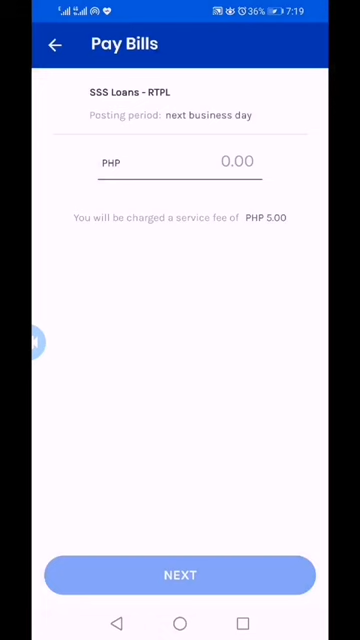 36% 7:19
Pay Bills
SSS Loans - RTPL
Posting period: next business day
PHP 0.00
You will be charged a service fee of PHP 5.00
NEXT